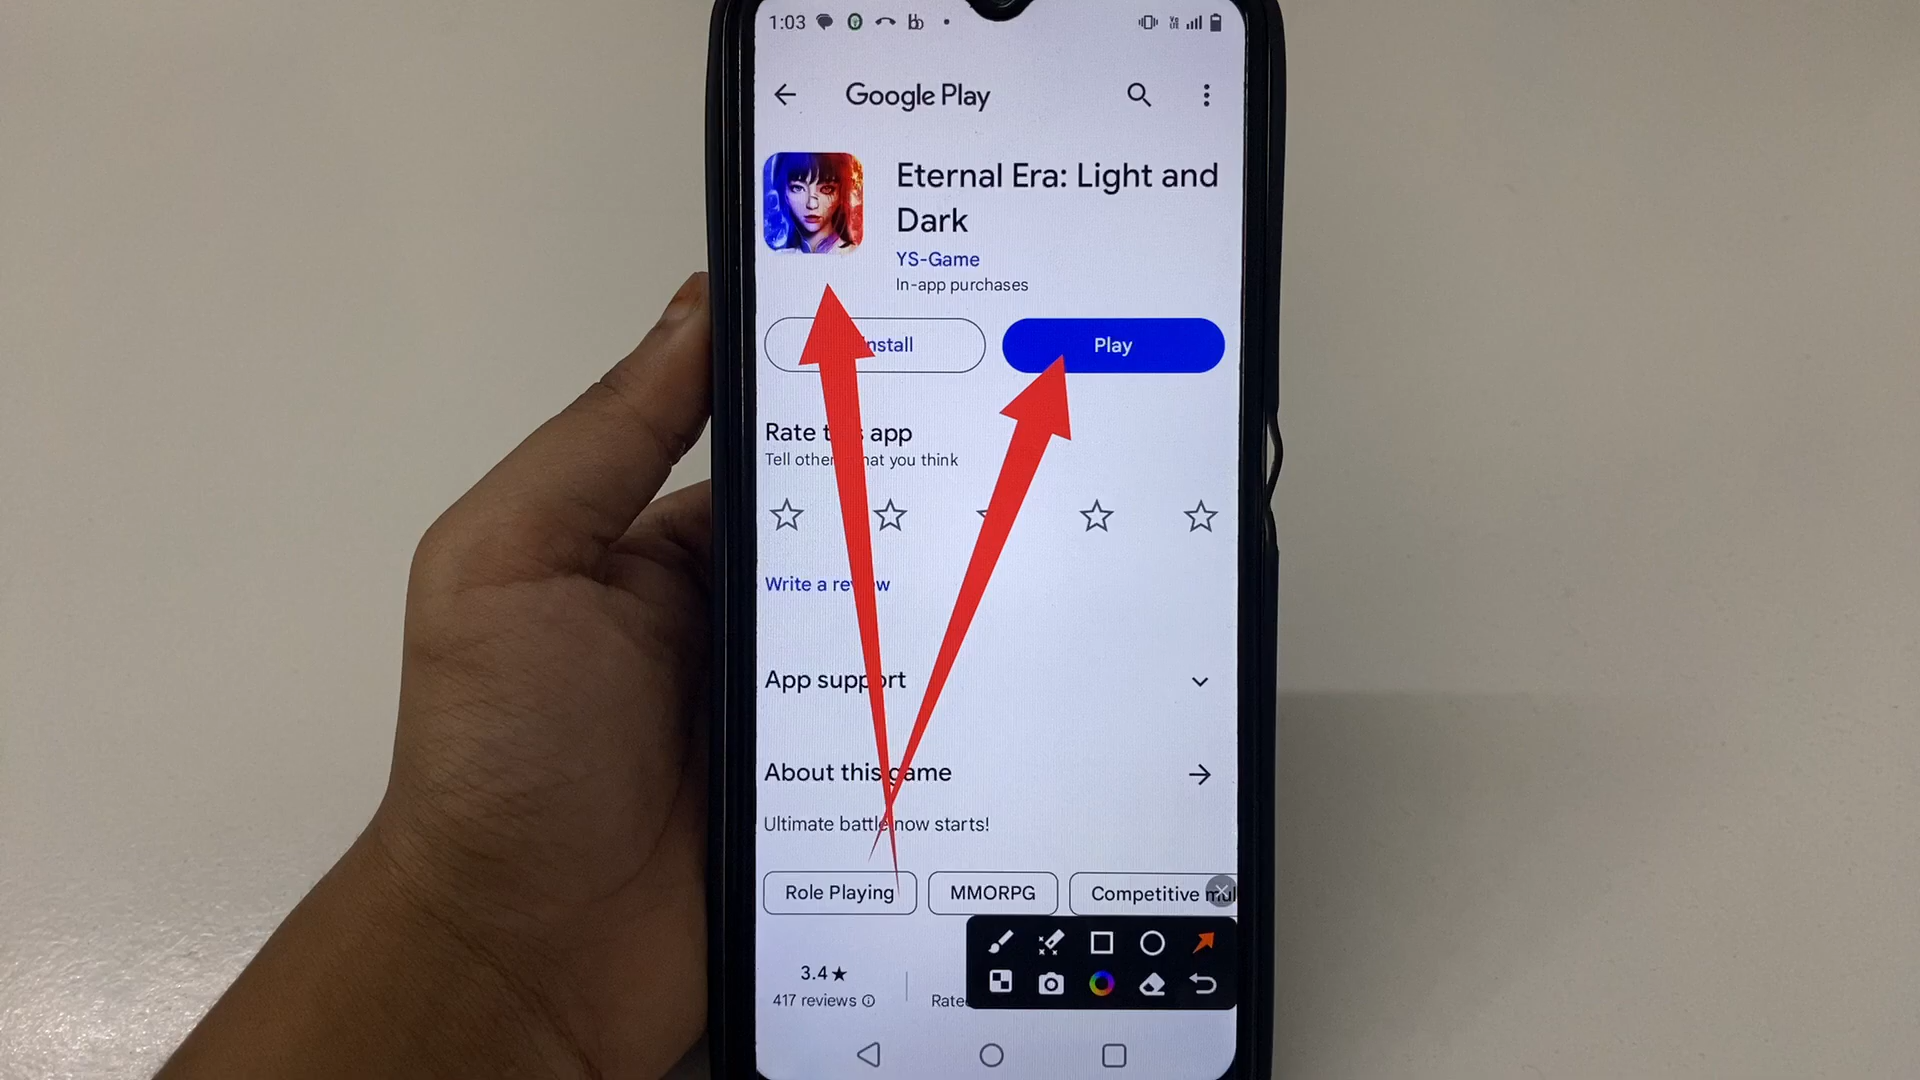 1:03
Google Play
Eternal Era: Light and
Dark
YS-Game
In-app purchases
nstall
Play
Rate this app
Tell others what you think
Write a review
App support
About this game
Ultimate battle now starts!
Role Playing
MMORPG
Competitive mul
3.4★
417 reviews
Rate